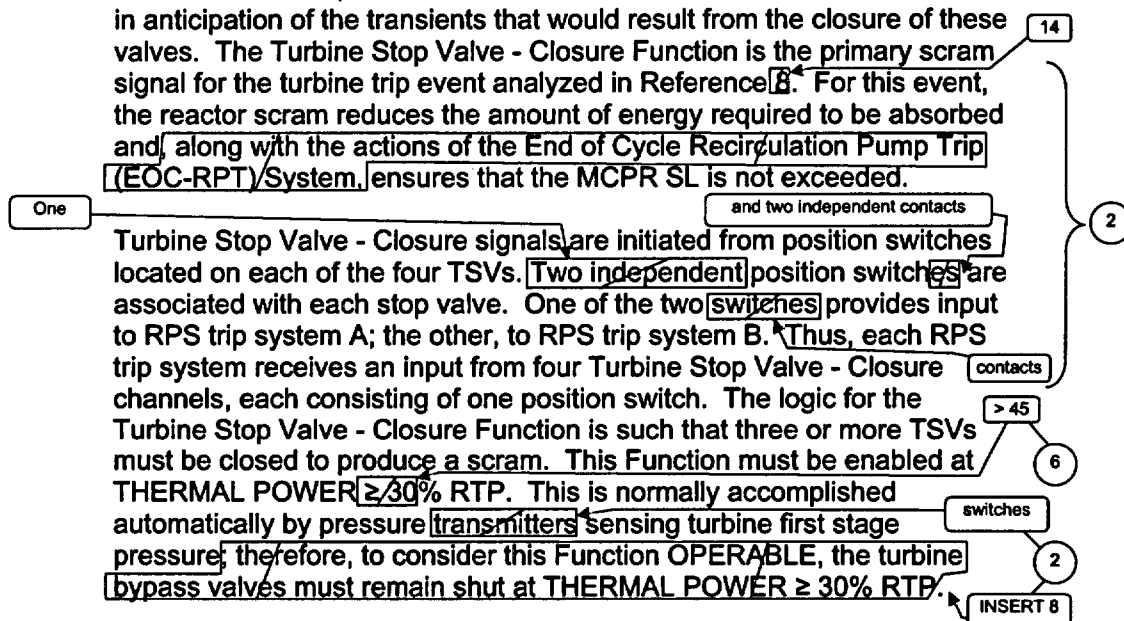 in anticipation of the transients that would result from the closure of these
14
valves. The Turbine Stop Valve - Closure Function is the primary scram
signal for the turbine trip event analyzed in Reference 8. For this event,
the reactor scram reduces the amount of energy required to be absorbed
and, along with the actions of the End of Cycle Recirculation Pump Trip
(EOC-RPT) System, ensures that the MCPR SL is not exceeded.
One
and two independent contacts
2
Turbine Stop Valve - Closure signals are initiated from position switches
located on each of the four TSVs. Two independent position switches are
associated with each stop valve. One of the two switches provides input
to RPS trip system A; the other, to RPS trip system B. Thus, each RPS
trip system receives an input from four Turbine Stop Valve - Closure
contacts
channels, each consisting of one position switch. The logic for the
> 45
Turbine Stop Valve - Closure Function is such that three or more TSVs
must be closed to produce a scram. This Function must be enabled at
6
THERMAL POWER ≥ 30% RTP. This is normally accomplished
switches
automatically by pressure transmitters sensing turbine first stage
pressure; therefore, to consider this Function OPERABLE, the turbine
2
bypass valves must remain shut at THERMAL POWER ≥ 30% RTP.
INSERT 8